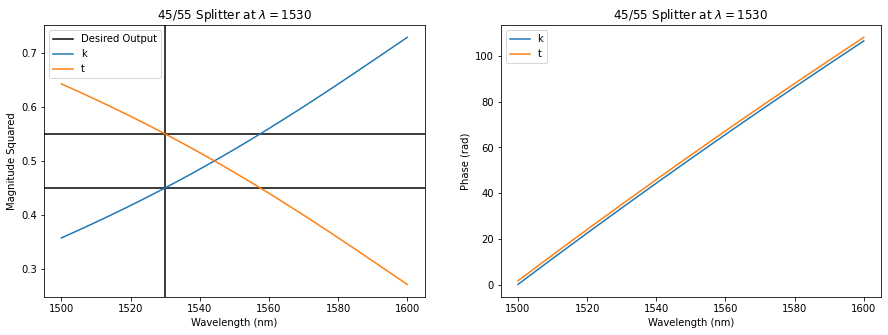 45/55 Splitter at λ = 1530
Desired Output
k
t
0.7
0.6
0.5
0.4
0.3
Magnitude Squared
1500
1520
1540
1560
1580
1600
Wavelength (nm)
45/55 Splitter at λ = 1530
k
t
100
80
60
40
20
0
Phase (rad)
1500
1520
1540
1560
1580
1600
Wavelength (nm)